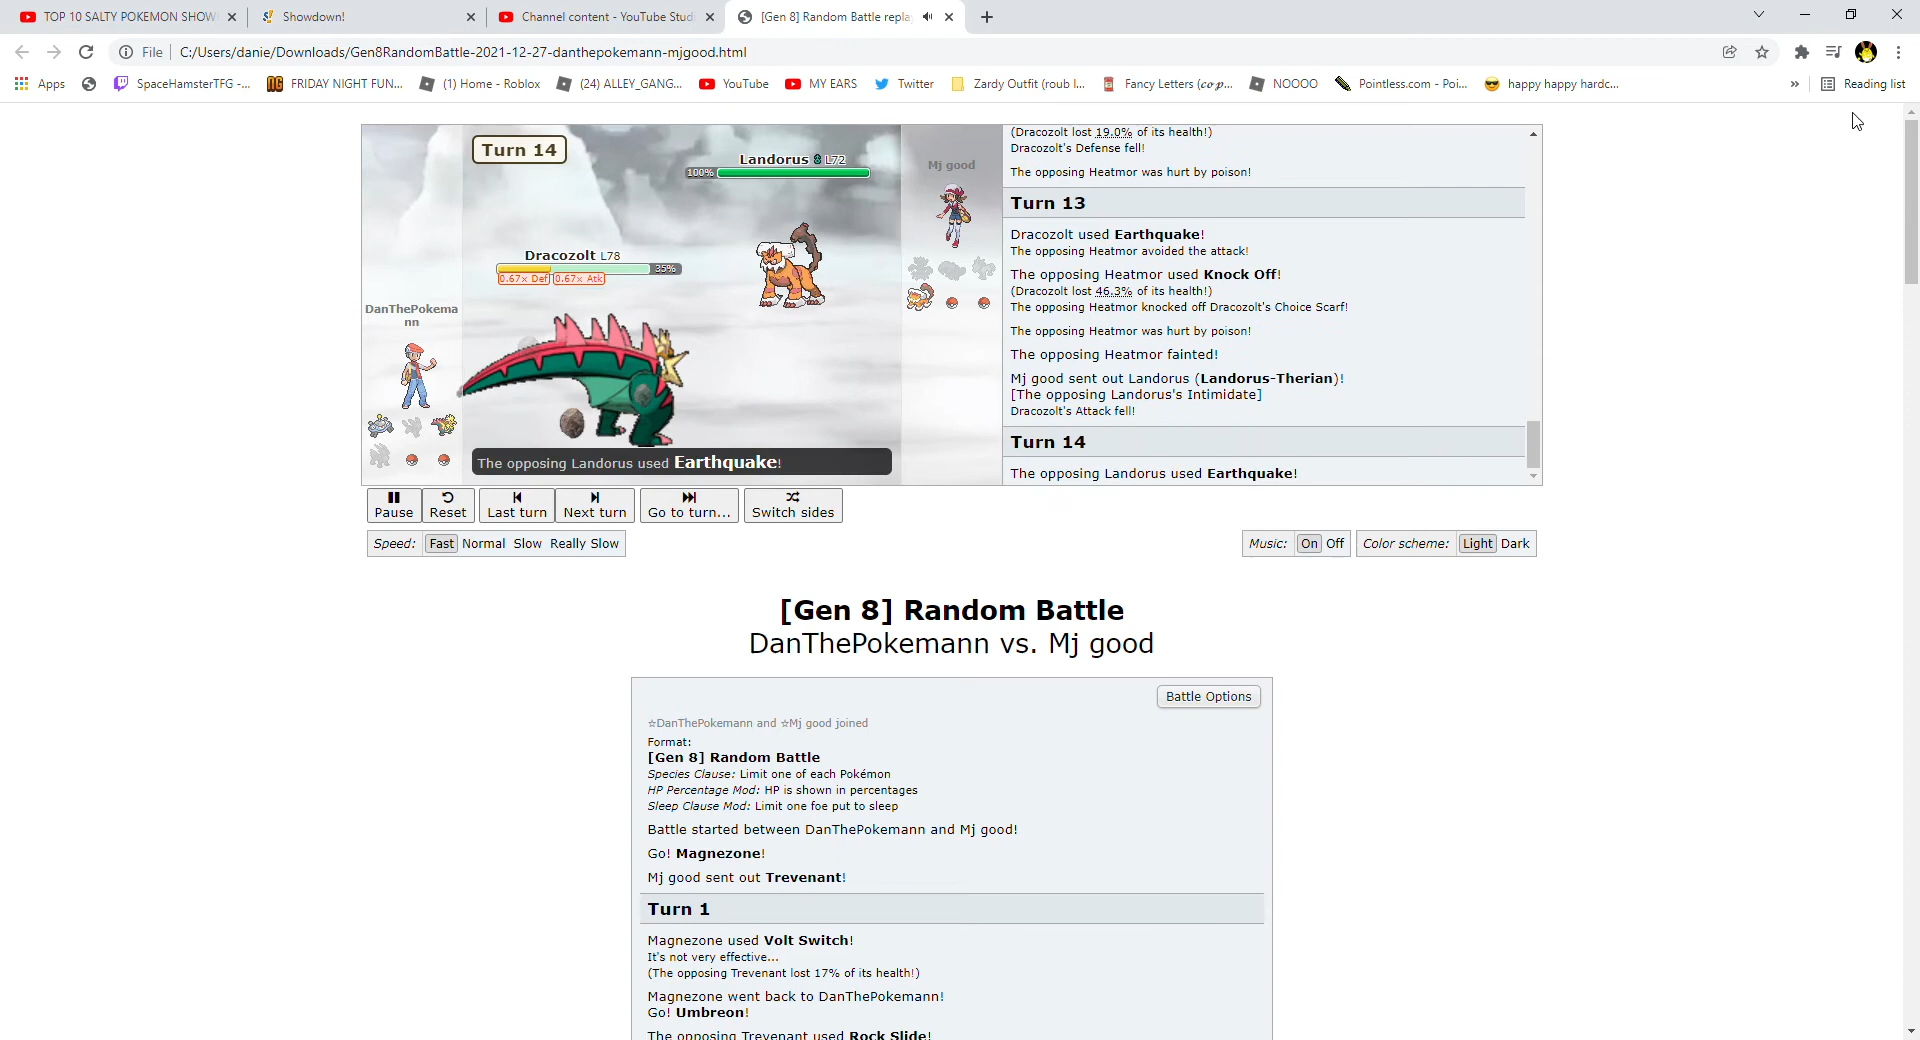 TOP 10 SALTY POKEMON SHOW
Showdown!
Channel content - YouTube Studi
[Gen 8] Random Battle repla
File | C:/Users/danie/Downloads/Gen8RandomBattle-2021-12-27-danthepokemann-mjgood.html
Apps
SpaceHamsterTFG -...
FRIDAY NIGHT FUN...
(1) Home - Roblox
(24) ALLEY_GANG...
YouTube
MY EARS
Twitter
Zardy Outfit (roub l...
Fancy Letters (𝓬𝓸𝓹...
NOOOO
Pointless.com - Poi...
happy happy hardc...
»
Reading list
Turn 14
Landorus L72
100%
Dracozolt L78
35%
0.67× Def 0.67× Atk
DanThePokema
nn
Mj good
The opposing Landorus used Earthquake!
(Dracozolt lost 19.0% of its health!)
Dracozolt's Defense fell!
The opposing Heatmor was hurt by poison!
Turn 13
Dracozolt used Earthquake!
The opposing Heatmor avoided the attack!
The opposing Heatmor used Knock Off!
(Dracozolt lost 46.3% of its health!)
The opposing Heatmor knocked off Dracozolt's Choice Scarf!
The opposing Heatmor was hurt by poison!
The opposing Heatmor fainted!
Mj good sent out Landorus (Landorus-Therian)!
[The opposing Landorus's Intimidate]
Dracozolt's Attack fell!
Turn 14
The opposing Landorus used Earthquake!
Pause
Reset
Last turn
Next turn
Go to turn...
Switch sides
Speed: Fast Normal Slow Really Slow
Music: On Off
Color scheme: Light Dark
[Gen 8] Random Battle
DanThePokemann vs. Mj good
Battle Options
☆DanThePokemann and ☆Mj good joined
Format:
[Gen 8] Random Battle
Species Clause: Limit one of each Pokémon
HP Percentage Mod: HP is shown in percentages
Sleep Clause Mod: Limit one foe put to sleep
Battle started between DanThePokemann and Mj good!
Go! Magnezone!
Mj good sent out Trevenant!
Turn 1
Magnezone used Volt Switch!
It's not very effective...
(The opposing Trevenant lost 17% of its health!)
Magnezone went back to DanThePokemann!
Go! Umbreon!
The opposing Trevenant used Rock Slide!